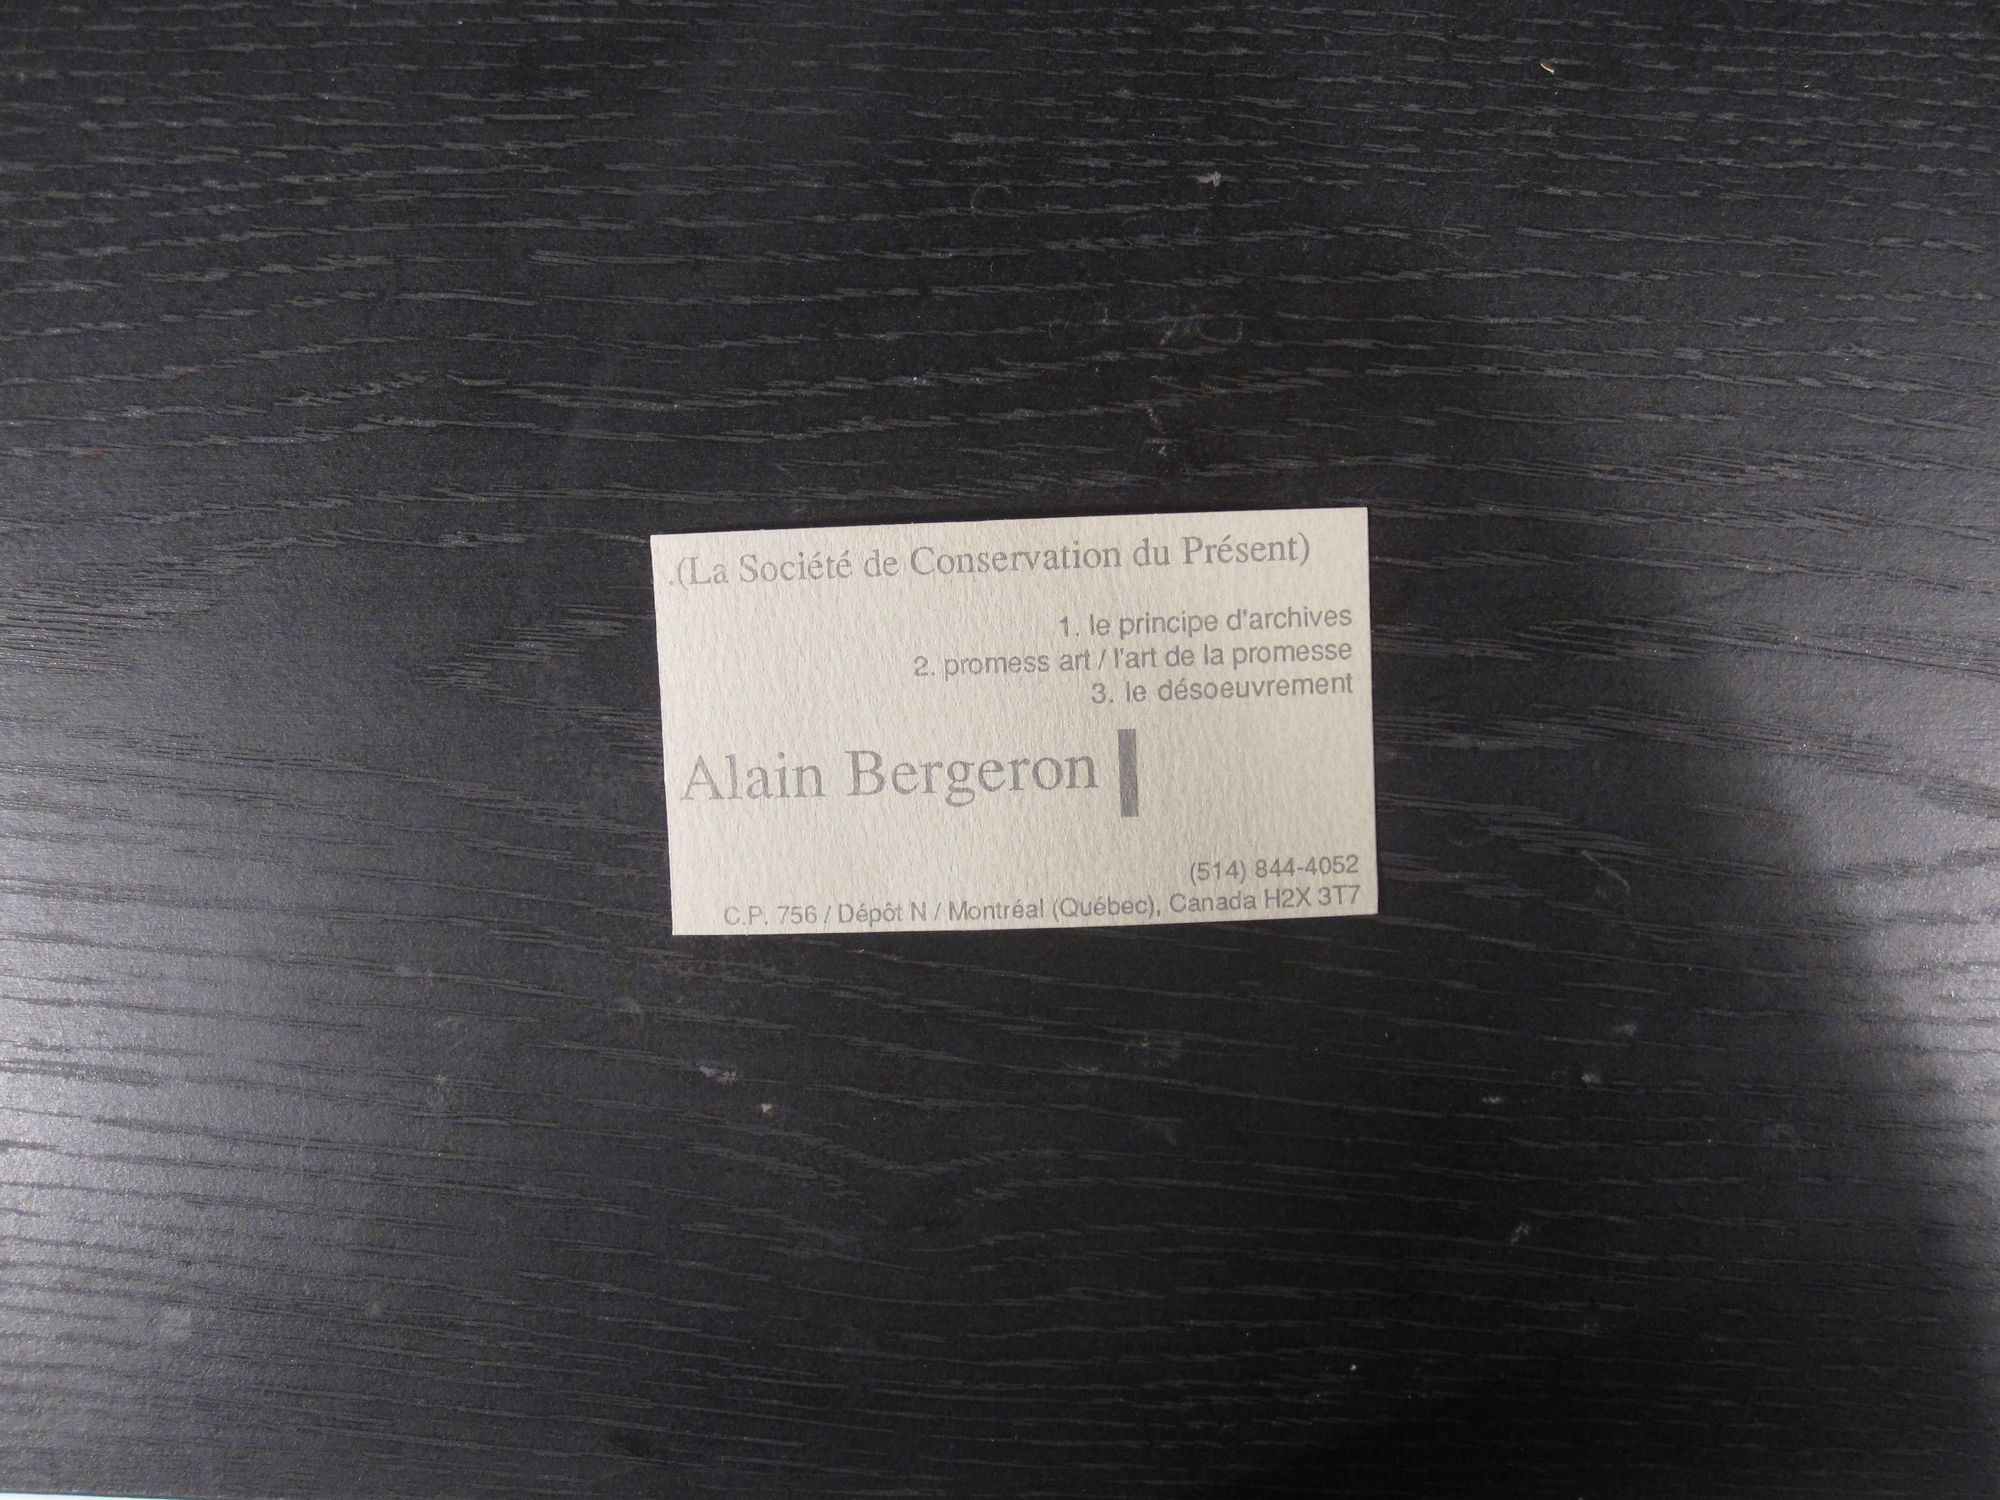 .(La Société de Conservation du Présent)
1. le principe d'archives
2. promess art / l'art de la promesse
3. le désoeuvrement
Alain Bergeron
(514) 844-4052
C.P. 756 / Dépôt N / Montréal (Québec), Canada H2X 3T7